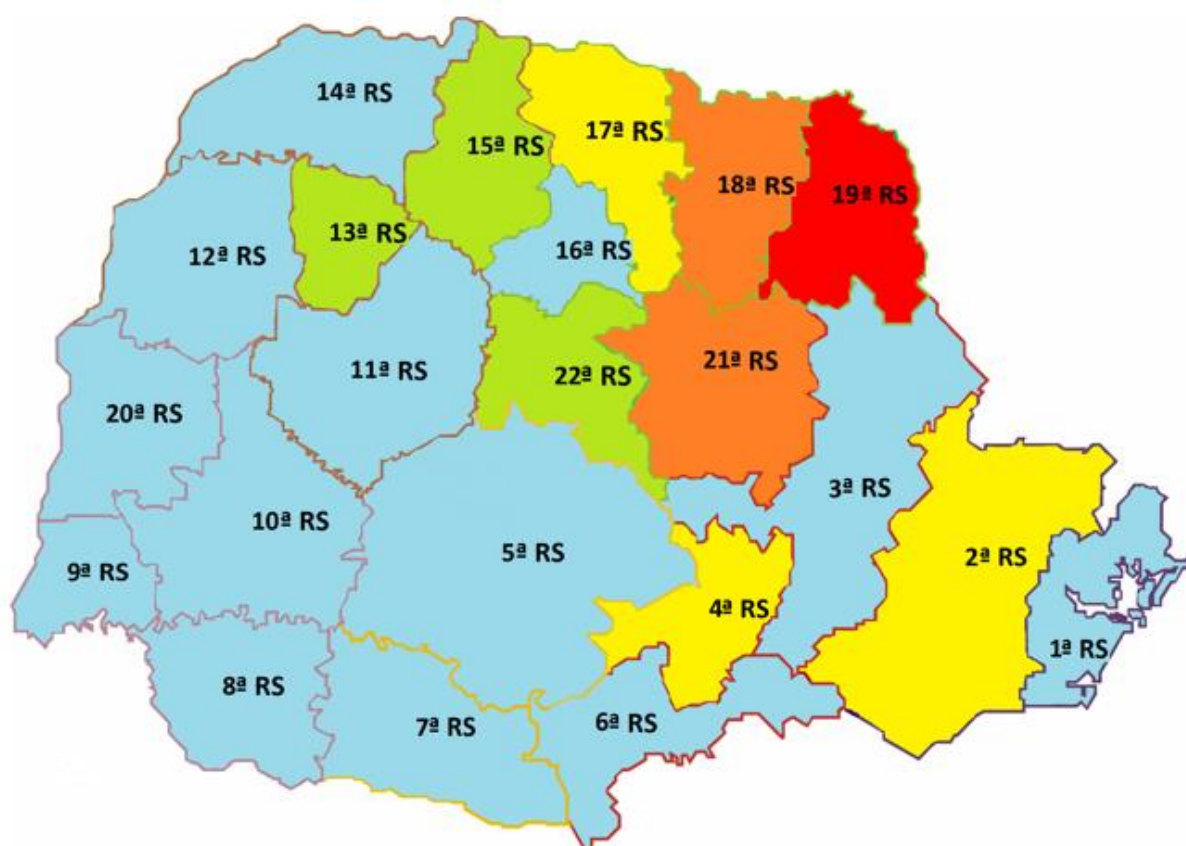 14ª RS
15ª RS
17ª RS
18ª RS
19ª RS
13ª RS
12ª RS
16ª RS
11ª RS
22ª RS
21ª RS
20ª RS
3ª RS
10ª RS
5ª RS
2ª RS
9ª RS
4ª RS
1ª RS
8ª RS
7ª RS
6ª RS